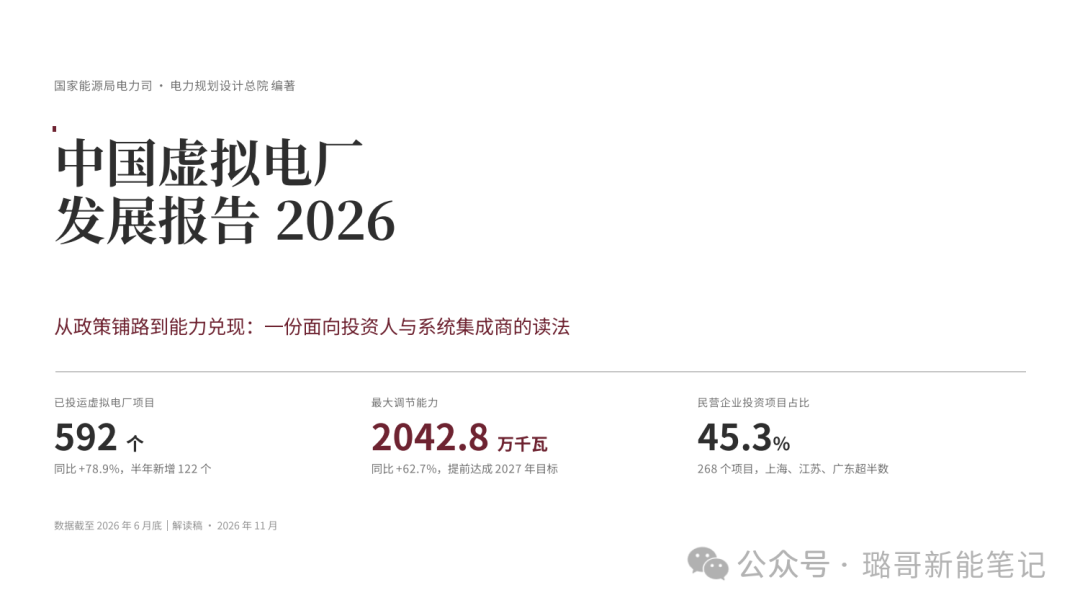 国家能源局电力司 · 电力规划设计总院 编著
中国虚拟电厂
发展报告 2026
从政策铺路到能力兑现：一份面向投资人与系统集成商的读法
已投运虚拟电厂项目
592 个
同比 +78.9%，半年新增 122 个
最大调节能力
2042.8 万千瓦
同比 +62.7%，提前达成 2027 年目标
民营企业投资项目占比
45.3%
268 个项目，上海、江苏、广东超半数
数据截至 2026 年 6 月底｜解读稿 · 2026 年 11 月
公众号 · 璐哥新能笔记